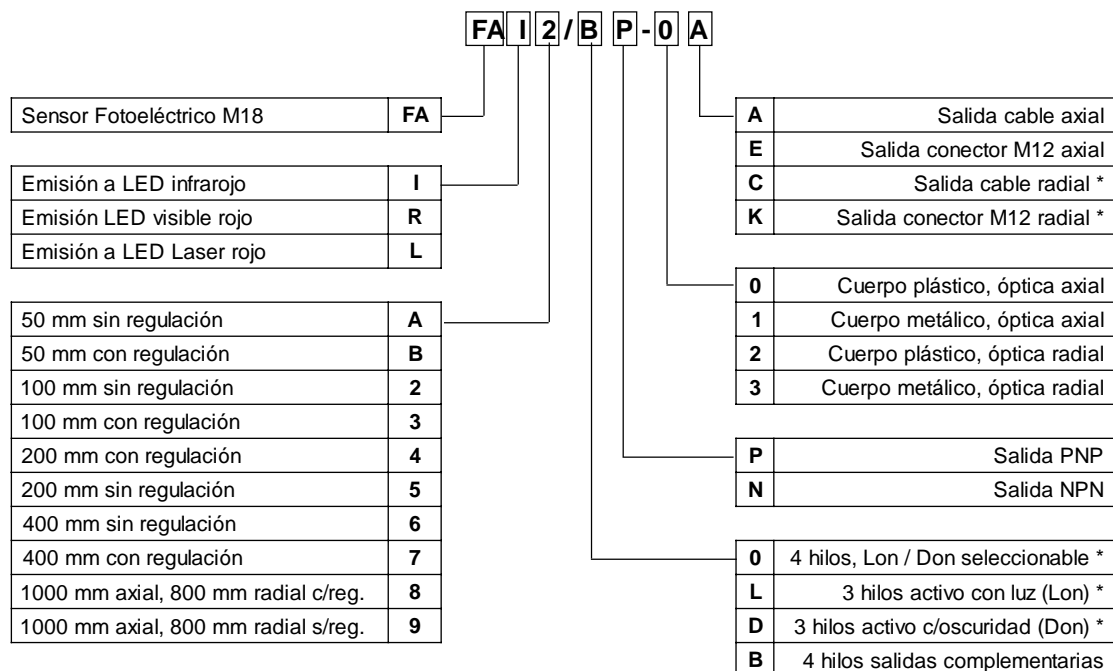 FA I 2 / B P - 0 A
Sensor Fotoeléctrico M18 FA
Emisión a LED infrarojo I
Emisión LED visible rojo R
Emisión a LED Laser rojo L
50 mm sin regulación A
50 mm con regulación B
100 mm sin regulación 2
100 mm con regulación 3
200 mm con regulación 4
200 mm sin regulación 5
400 mm sin regulación 6
400 mm con regulación 7
1000 mm axial, 800 mm radial c/reg. 8
1000 mm axial, 800 mm radial s/reg. 9
A Salida cable axial
E Salida conector M12 axial
C Salida cable radial *
K Salida conector M12 radial *
0 Cuerpo plástico, óptica axial
1 Cuerpo metálico, óptica axial
2 Cuerpo plástico, óptica radial
3 Cuerpo metálico, óptica radial
P Salida PNP
N Salida NPN
0 4 hilos, Lon / Don seleccionable *
L 3 hilos activo con luz (Lon) *
D 3 hilos activo c/oscuridad (Don) *
B 4 hilos salidas complementarias